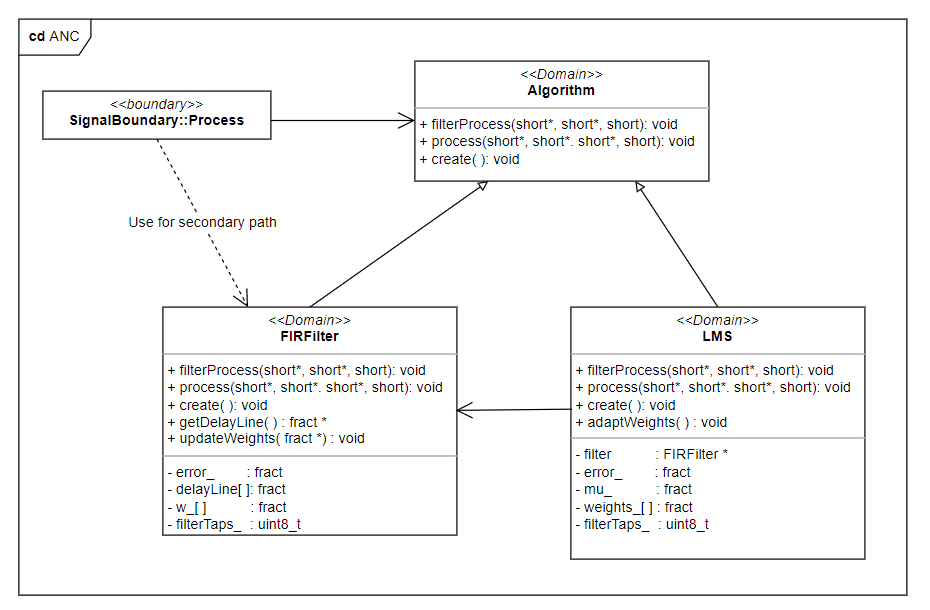 cd ANC
<<Domain>>
Algorithm
+ filterProcess(short*, short*, short): void
+ process(short*, short*. short*, short): void
+ create( ): void
<<boundary>>
SignalBoundary::Process
Use for secondary path
<<Domain>>
FIRFilter
+ filterProcess(short*, short*, short): void
+ process(short*, short*. short*, short): void
+ create( ): void
+ getDelayLine( ) : fract *
+ updateWeights( fract *) : void
- error_ : fract
- delayLine[ ]: fract
- w_[ ] : fract
- filterTaps_ : uint8_t
<<Domain>>
LMS
+ filterProcess(short*, short*, short): void
+ process(short*, short*. short*, short): void
+ create( ): void
+ adaptWeights( ) : void
- filter : FIRFilter *
- error_ : fract
- mu_ : fract
- weights_[ ] : fract
- filterTaps_ : uint8_t